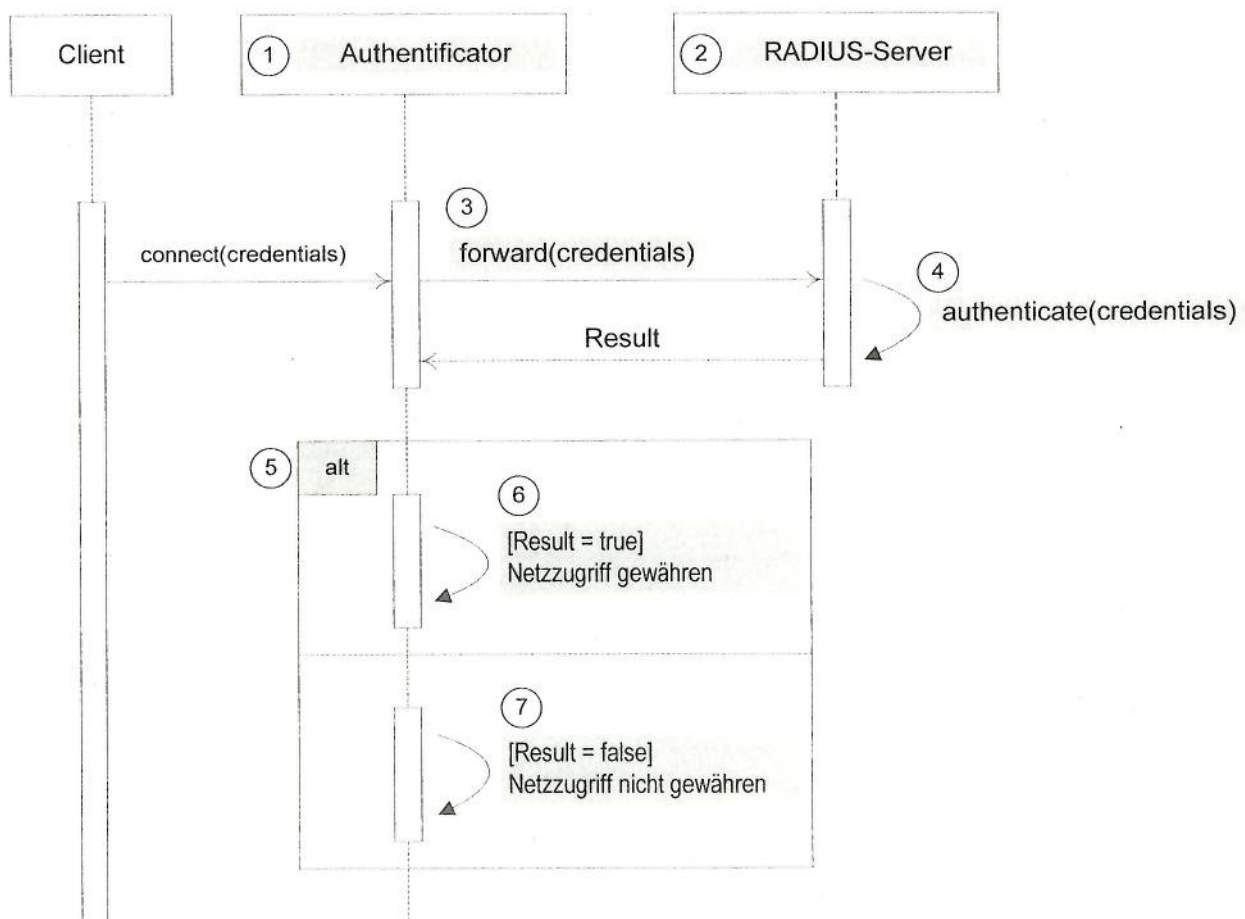 Client
1 Authentificator
2 RADIUS-Server
3
connect(credentials)
forward(credentials)
4
authenticate(credentials)
Result
5 alt
6
[Result = true]
Netzzugriff gewähren
7
[Result = false]
Netzzugriff nicht gewähren